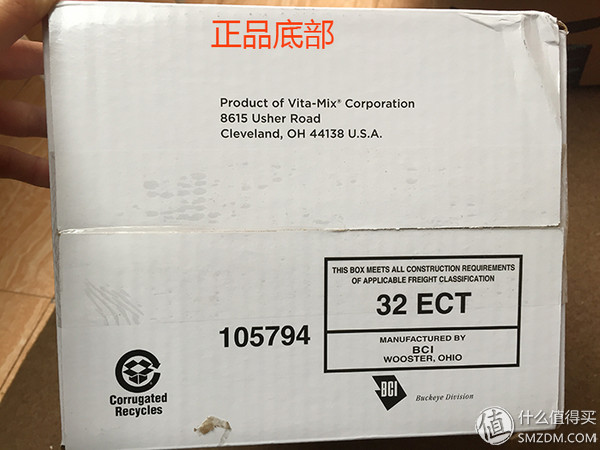 正品底部
Product of Vita-Mix® Corporation
8615 Usher Road
Cleveland, OH 44138 U.S.A.
THIS BOX MEETS ALL CONSTRUCTION REQUIREMENTS
OF APPLICABLE FREIGHT CLASSIFICATION
32 ECT
MANUFACTURED BY
BCI
WOOSTER, OHIO
105794
Corrugated
Recycles
BCI
Buckeye Division
值 什么值得买
SMZDM.COM